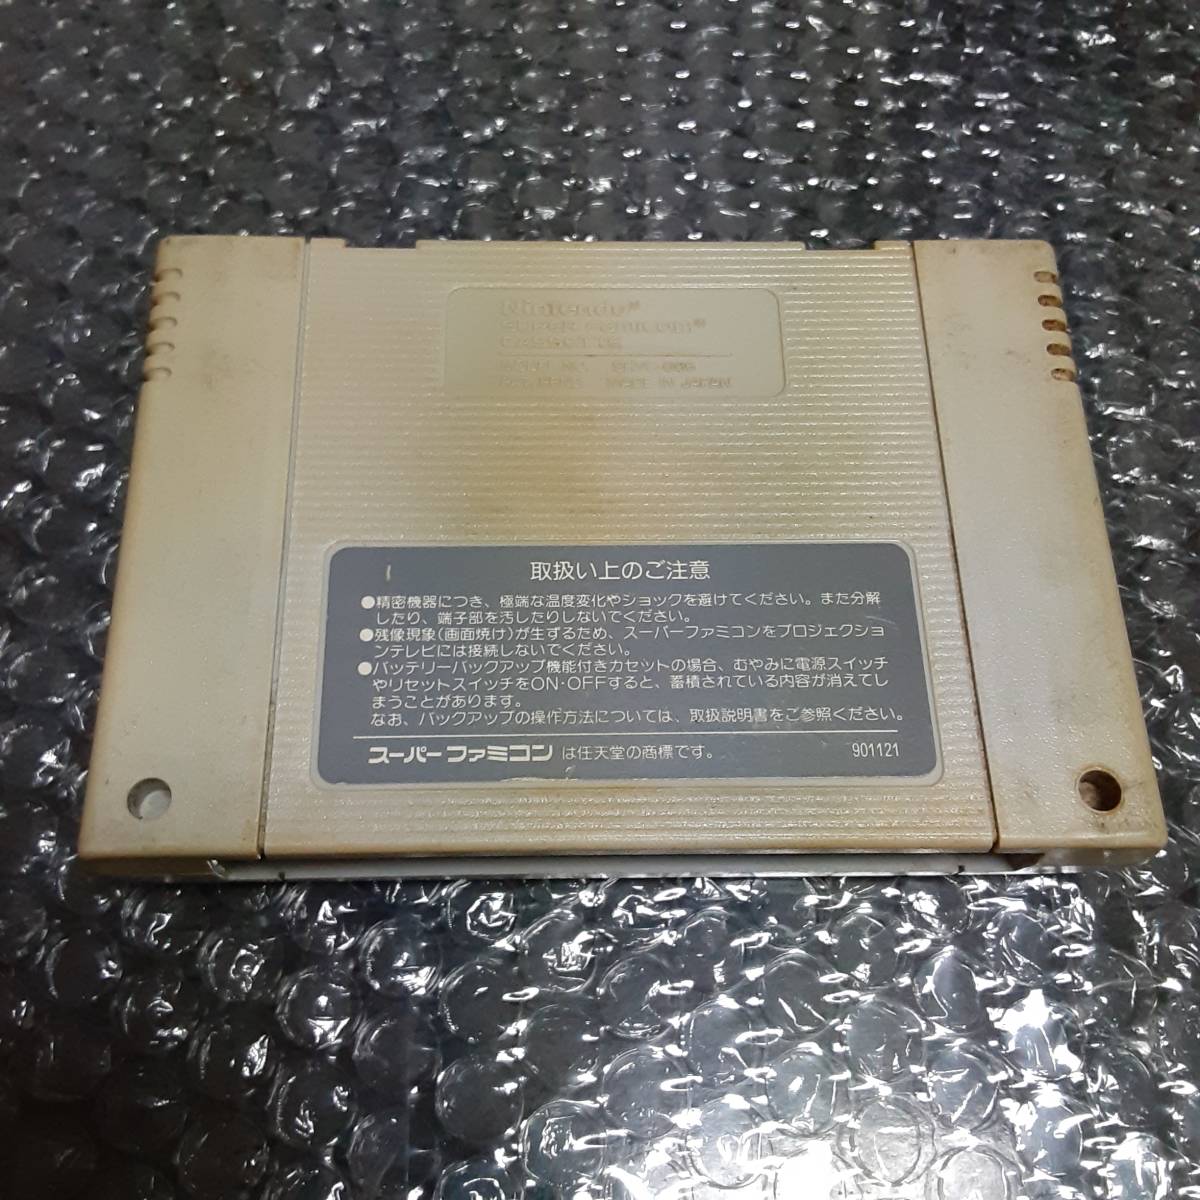 Nintendo®
SUPER FAMICOM®
CASSETTE
MADE IN JAPAN
取扱い上のご注意
●精密機器につき、極端な温度変化やショックを避けてください。また分解
したり、端子部を汚したりしないでください。
●残像現象(画面焼け)が生ずるため、スーパーファミコンをプロジェクショ
ンテレビには接続しないでください。
●バッテリーバックアップ機能付きカセットの場合、むやみに電源スイッチ
やリセットスイッチをON・OFFすると、蓄積されている内容が消えてし
まうことがあります。
なお、バックアップの操作方法については、取扱説明書をご参照ください。
スーパーファミコン は任天堂の商標です。 901121